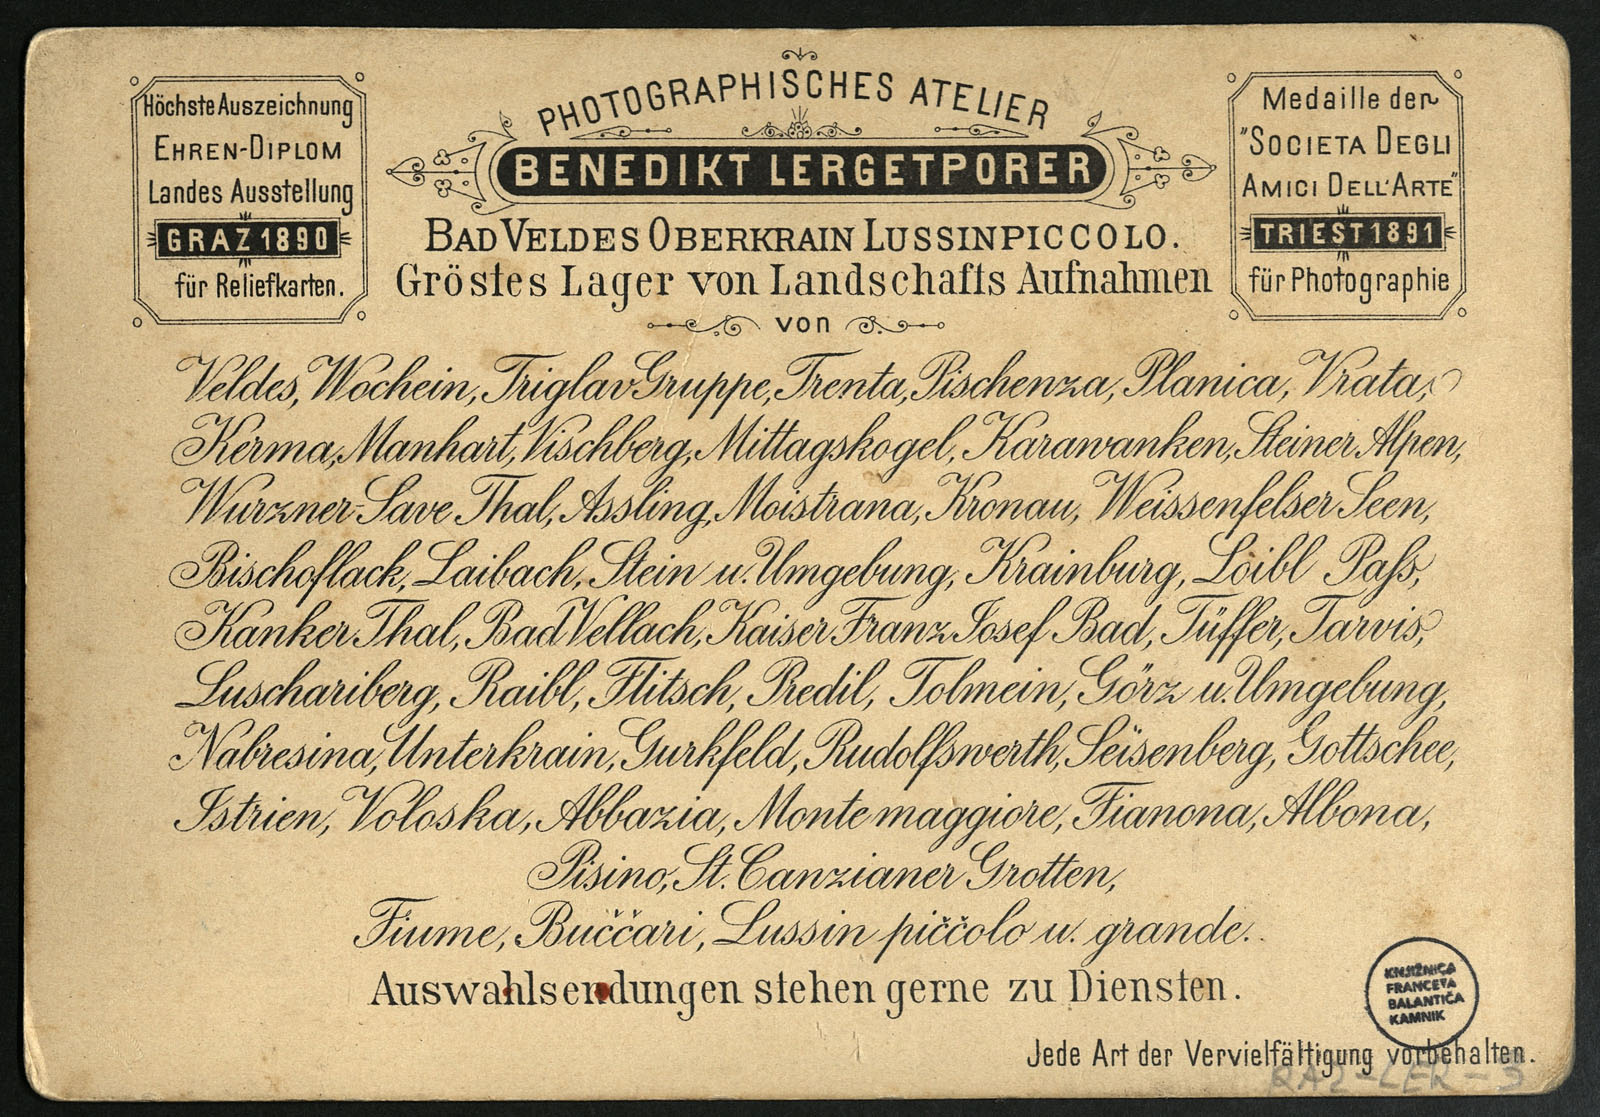 Höchste Auszeichnung
EHREN-DIPLOM
Landes Ausstellung
GRAZ 1890
für Reliefkarten.
PHOTOGRAPHISCHES ATELIER
BENEDIKT LERGETPORER
BAD VELDES OBERKRAIN LUSSINPICCOLO.
Gröstes Lager von Landschafts Aufnahmen
von
Medaille der
"SOCIETA DEGLI
AMICI DELL'ARTE"
TRIEST 1891
für Photographie
Veldes, Wochein, Triglav Gruppe, Trenta, Pischenza, Planica, Vrata,
Kerma, Manhart, Vischberg, Mittagskogel, Karawanken, Steiner Alpen,
Wurzner-Save Thal, Assling, Moistrana, Kronau, Weissenfelser Seen,
Bischoflack, Laibach, Stein u. Umgebung, Krainburg, Loibl Paſs,
Kanker Thal, Bad Vellach, Kaiser Franz Josef Bad, Tüffer, Tarvis,
Luschariberg, Raibl, Flitsch, Predil, Tolmein, Görz u. Umgebung,
Nabresina, Unterkrain, Gurkfeld, Rudolfswerth, Seisenberg, Gottschee,
Istrien, Voloska, Abbazia, Monte maggiore, Fianona, Albona,
Pisino, St. Canzianer Grotten,
Fiume, Buččari, Lussin piččolo u. grande.
Auswahlsendungen stehen gerne zu Diensten.
KNJIŽNICA
FRANCETA
BALANTIČA
KAMNIK
Jede Art der Vervielfältigung vorbehalten.
RAZ-LER-3